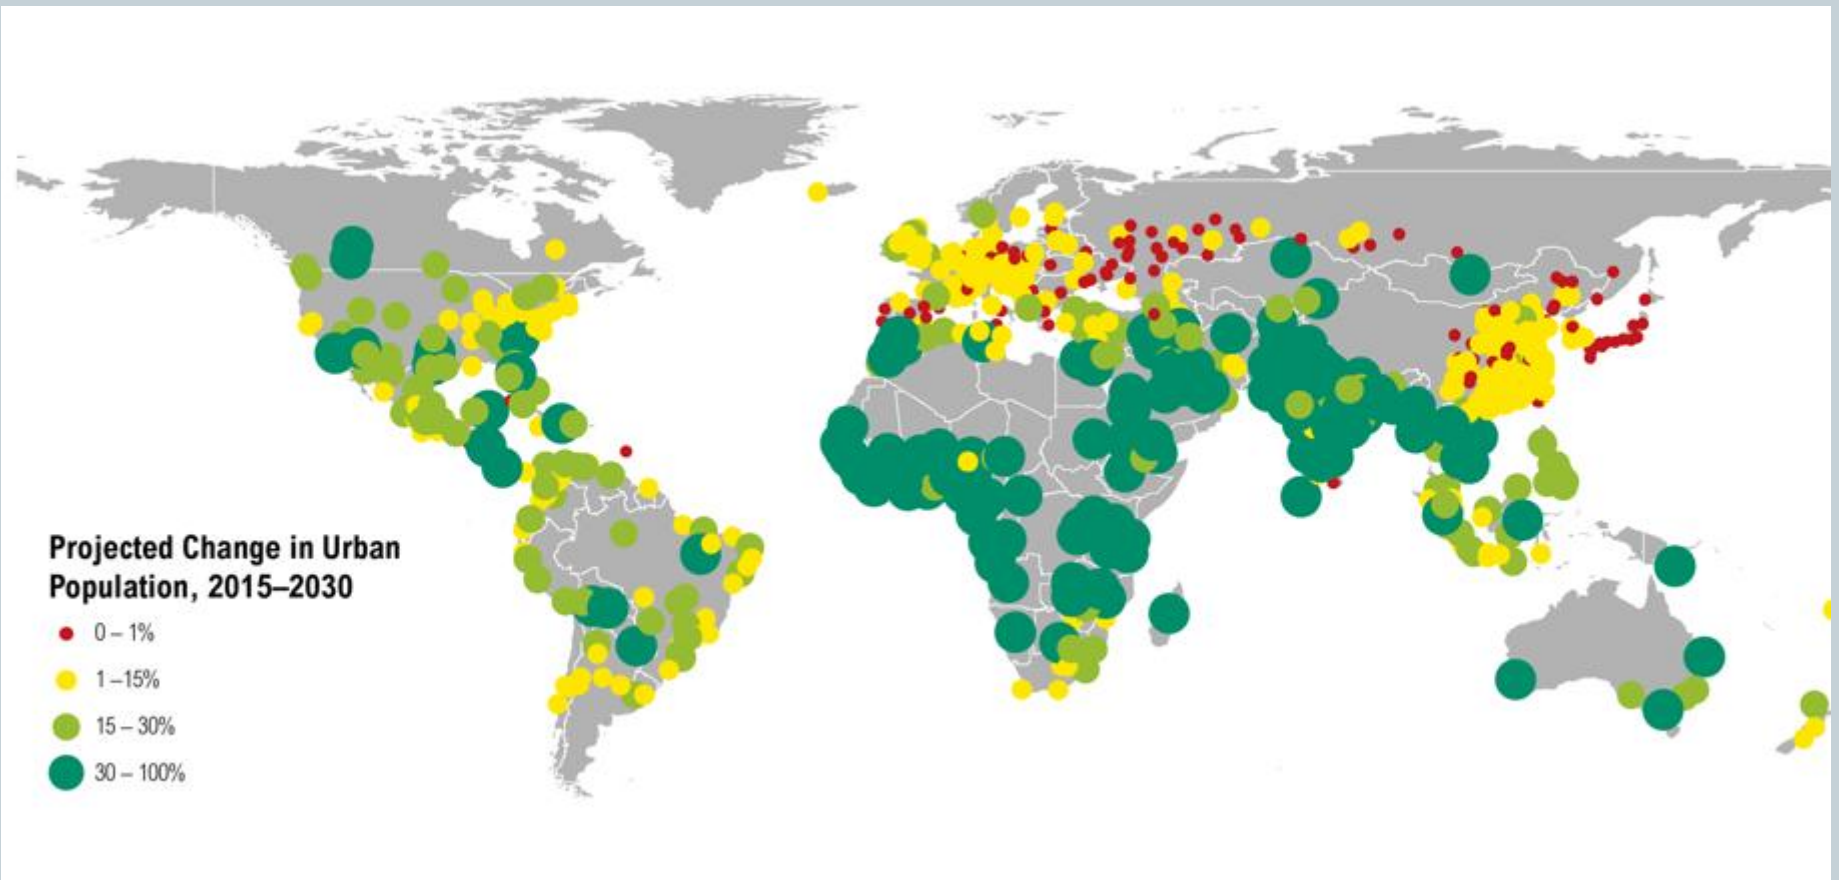 Projected Change in Urban
Population, 2015–2030
0 – 1%
1 –15%
15 – 30%
30 – 100%